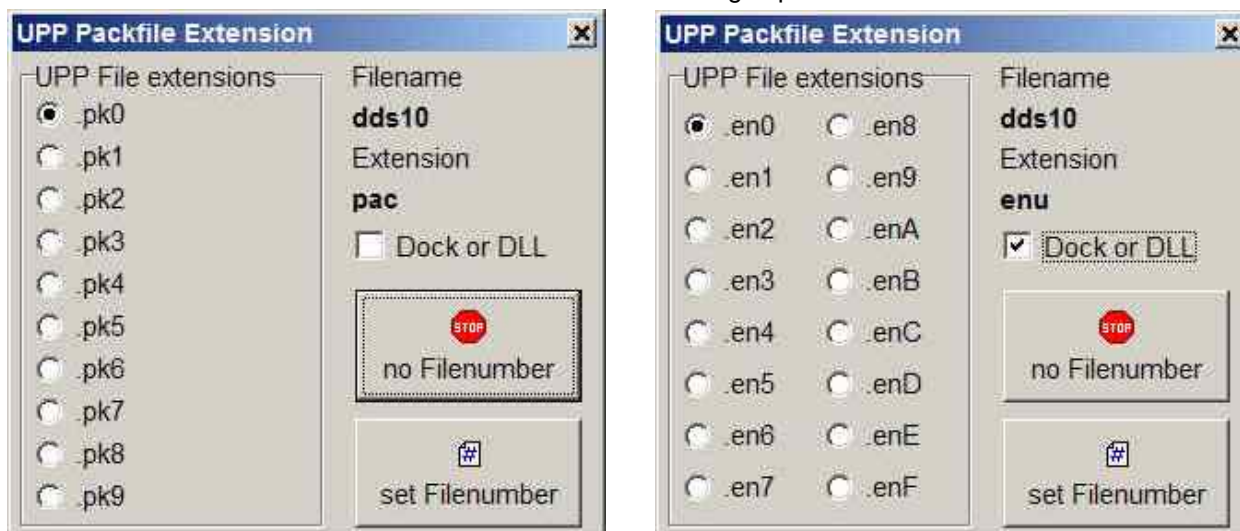 UPP Packfile Extension
UPP File extensions
.pk0
.pk1
.pk2
.pk3
.pk4
.pk5
.pk6
.pk7
.pk8
.pk9
Filename
dds10
Extension
pac
Dock or DLL
STOP
no Filenumber
#
set Filenumber
UPP Packfile Extension
UPP File extensions
.en0 .en8
.en1 .en9
.en2 .enA
.en3 .enB
.en4 .enC
.en5 .enD
.en6 .enE
.en7 .enF
Filename
dds10
Extension
enu
Dock or DLL
STOP
no Filenumber
#
set Filenumber